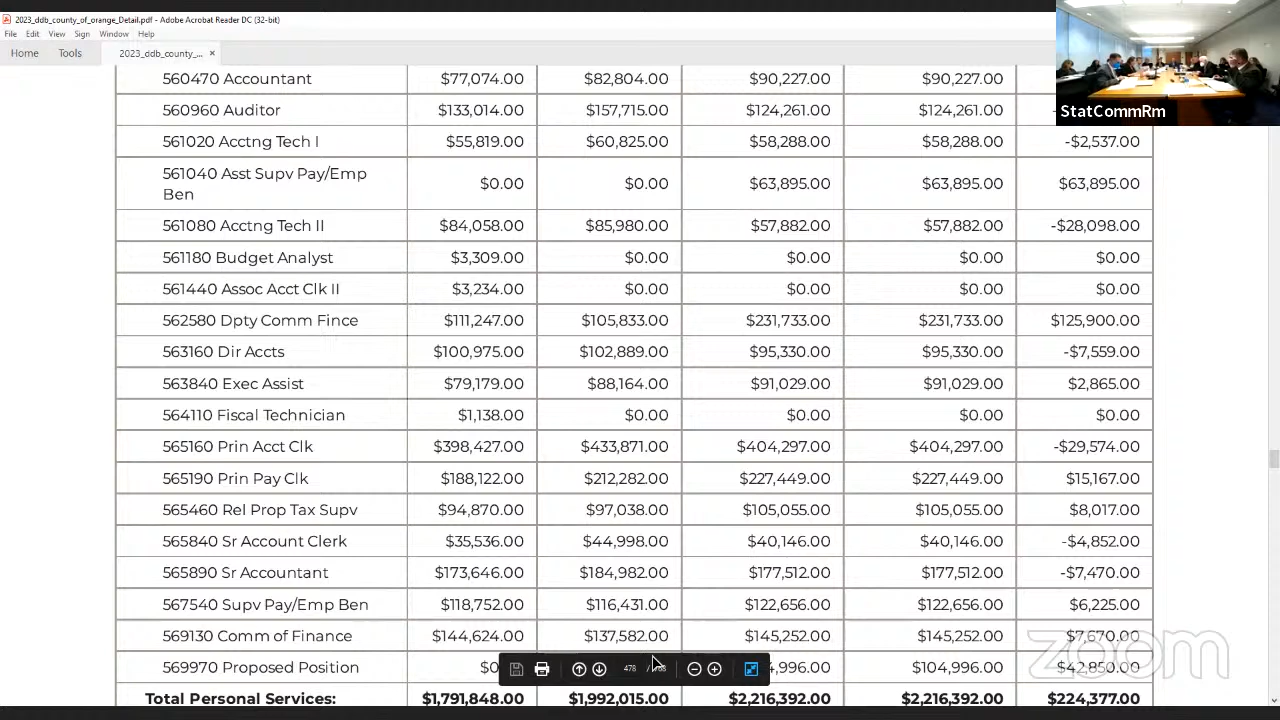 2023_ddb_county_of_orange_Detail.pdf - Adobe Acrobat Reader DC (32-bit)
File Edit View Sign Window Help
Home Tools 2023_ddb_county_... ×
StatCommRm
560470 Accountant $77,074.00 $82,804.00 $90,227.00 $90,227.00
560960 Auditor $133,014.00 $157,715.00 $124,261.00 $124,261.00
561020 Acctng Tech I $55,819.00 $60,825.00 $58,288.00 $58,288.00 -$2,537.00
561040 Asst Supv Pay/Emp
Ben $0.00 $0.00 $63,895.00 $63,895.00 $63,895.00
561080 Acctng Tech II $84,058.00 $85,980.00 $57,882.00 $57,882.00 -$28,098.00
561180 Budget Analyst $3,309.00 $0.00 $0.00 $0.00 $0.00
561440 Assoc Acct Clk II $3,234.00 $0.00 $0.00 $0.00 $0.00
562580 Dpty Comm Fince $111,247.00 $105,833.00 $231,733.00 $231,733.00 $125,900.00
563160 Dir Accts $100,975.00 $102,889.00 $95,330.00 $95,330.00 -$7,559.00
563840 Exec Assist $79,179.00 $88,164.00 $91,029.00 $91,029.00 $2,865.00
564110 Fiscal Technician $1,138.00 $0.00 $0.00 $0.00 $0.00
565160 Prin Acct Clk $398,427.00 $433,871.00 $404,297.00 $404,297.00 -$29,574.00
565190 Prin Pay Clk $188,122.00 $212,282.00 $227,449.00 $227,449.00 $15,167.00
565460 Rel Prop Tax Supv $94,870.00 $97,038.00 $105,055.00 $105,055.00 $8,017.00
565840 Sr Account Clerk $35,536.00 $44,998.00 $40,146.00 $40,146.00 -$4,852.00
565890 Sr Accountant $173,646.00 $184,982.00 $177,512.00 $177,512.00 -$7,470.00
567540 Supv Pay/Emp Ben $118,752.00 $116,431.00 $122,656.00 $122,656.00 $6,225.00
569130 Comm of Finance $144,624.00 $137,582.00 $145,252.00 $145,252.00 $7,670.00
zoom
569970 Proposed Position $0 4,996.00 $104,996.00
478 /
Total Personal Services: $1,791,848.00 $1,992,015.00 $2,216,392.00 $2,216,392.00 $224,377.00